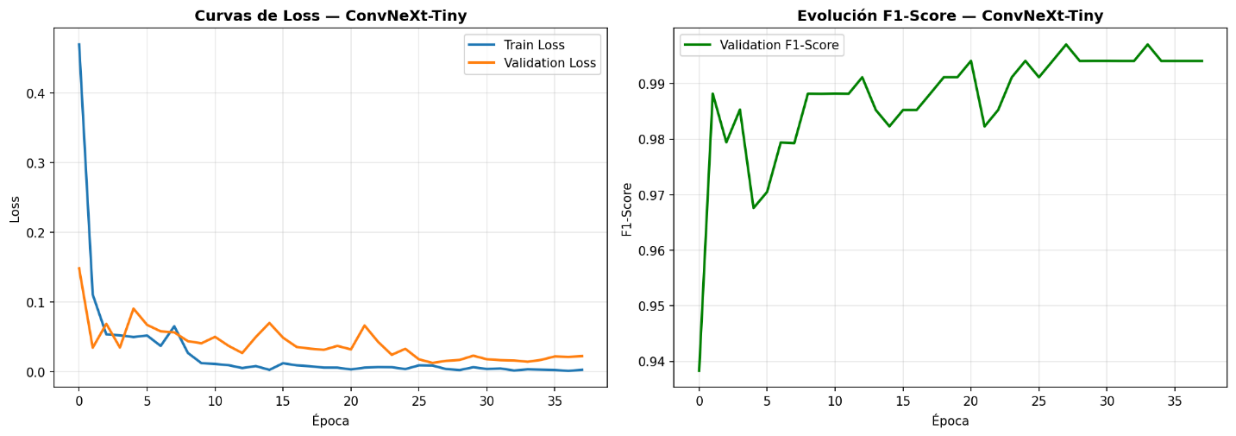 Curvas de Loss — ConvNeXt-Tiny
Train Loss
Validation Loss
Loss
0.4
0.3
0.2
0.1
0.0
0 5 10 15 20 25 30 35
Época
Evolución F1-Score — ConvNeXt-Tiny
Validation F1-Score
F1-Score
0.99
0.98
0.97
0.96
0.95
0.94
0 5 10 15 20 25 30 35
Época